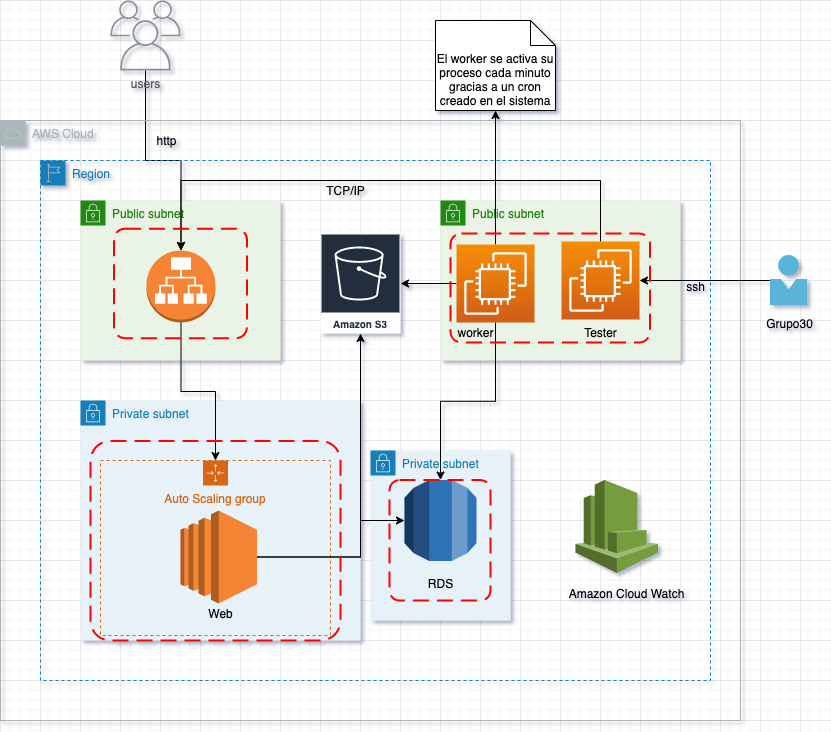 El worker se activa su
proceso cada minuto
gracias a un cron
creado en el sistema
users
AWS Cloud
http
Region
TCP/IP
Public subnet
Public subnet
ssh
Amazon S3
worker
Tester
Grupo30
Private subnet
Private subnet
Auto Scaling group
RDS
Amazon Cloud Watch
Web